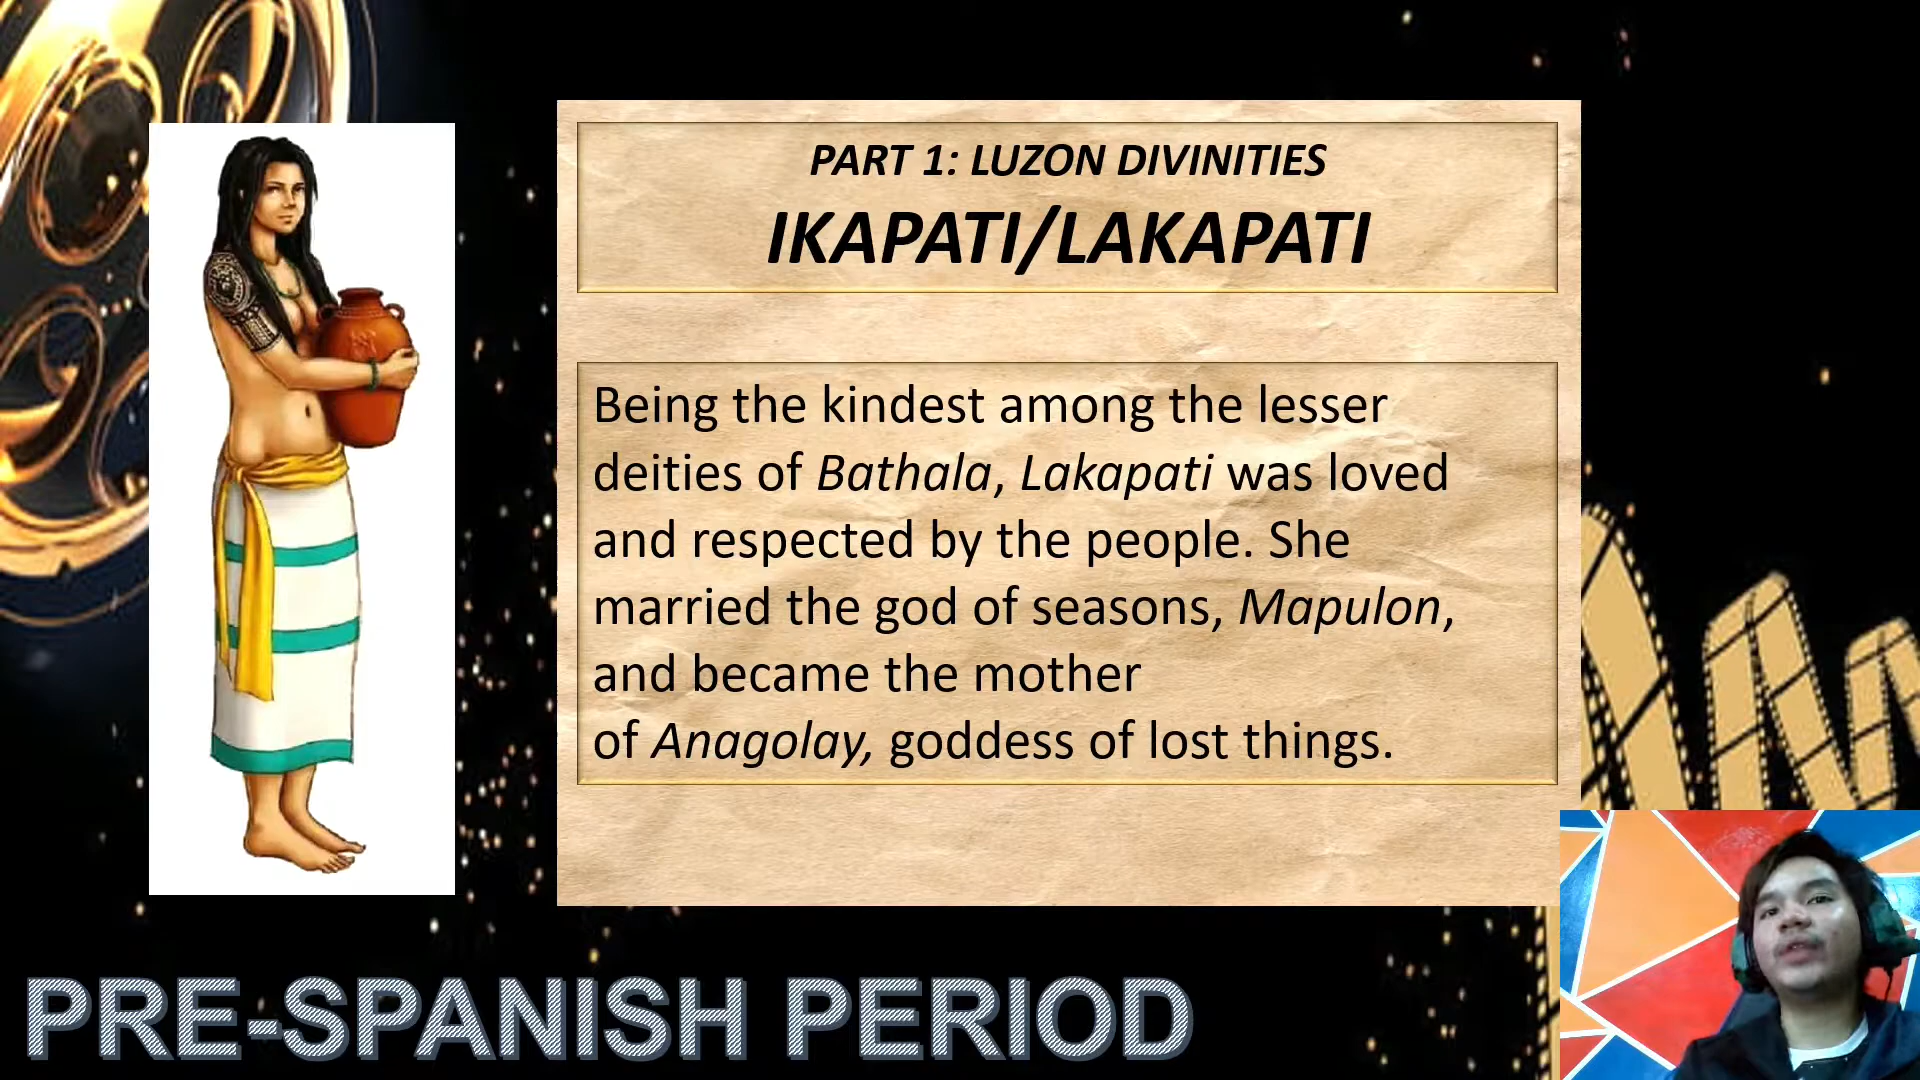 PART 1: LUZON DIVINITIES
IKAPATI/LAKAPATI
Being the kindest among the lesser
deities of Bathala, Lakapati was loved
and respected by the people. She
married the god of seasons, Mapulon,
and became the mother
of Anagolay, goddess of lost things.
PRE-SPANISH PERIOD